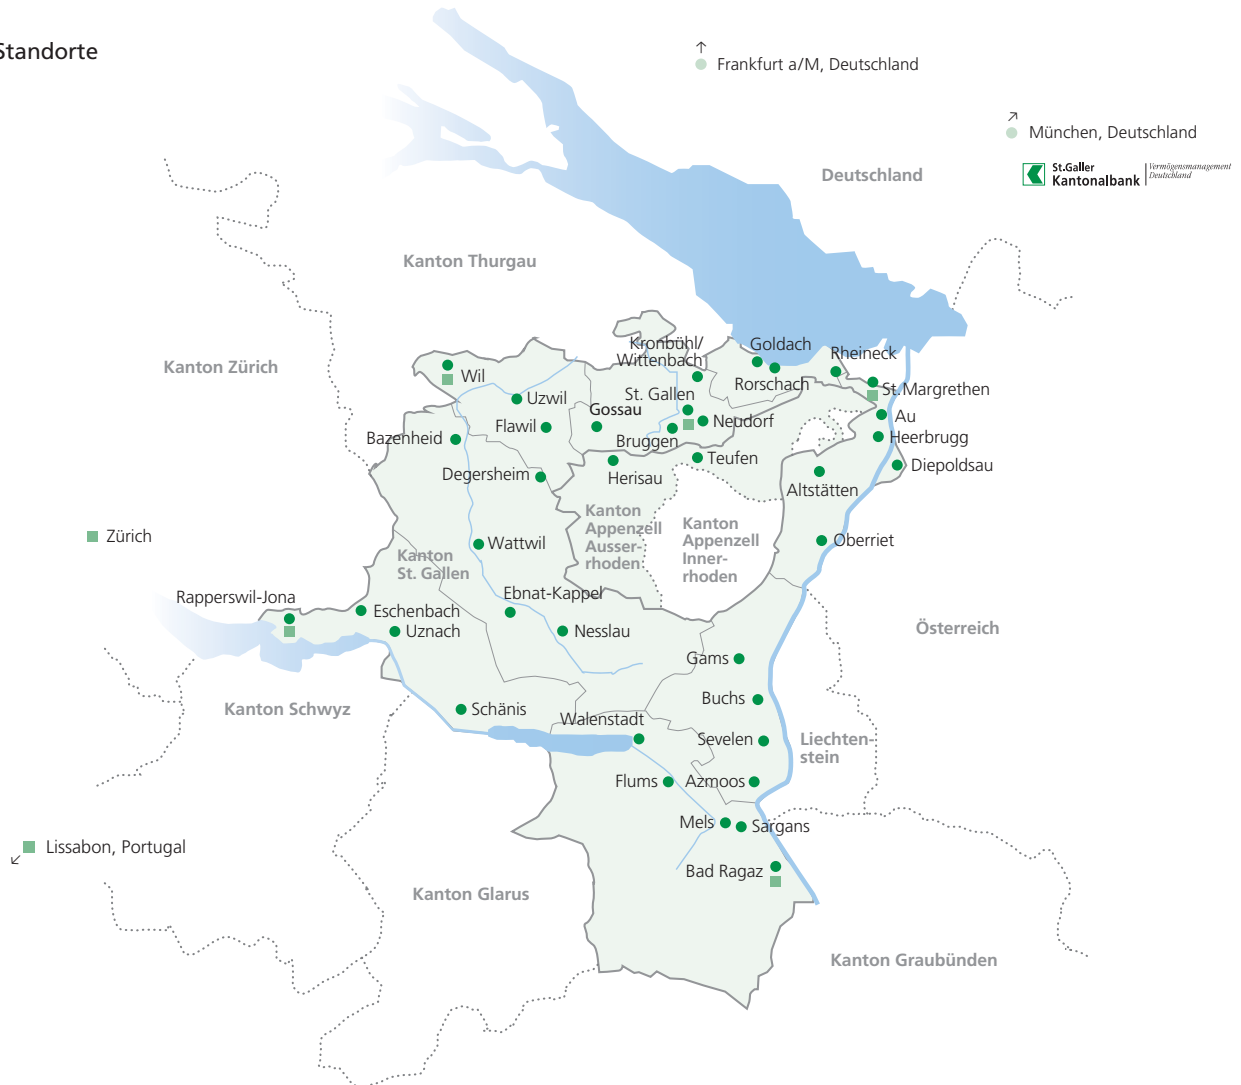 Standorte
Frankfurt a/M, Deutschland
München, Deutschland
St.Galler
Kantonalbank
Vermögensmanagement
Deutschland
Deutschland
Kanton Thurgau
Kanton Zürich
Kronbühl/
Wittenbach
Goldach
Rheineck
Wil
Rorschach
St.Margrethen
Uzwil
St. Gallen
Gossau
Neudorf
Au
Flawil
Bruggen
Heerbrugg
Bazenheid
Teufen
Diepoldsau
Degersheim
Herisau
Altstätten
Kanton
Appenzell
Ausser-
rhoden
Kanton
Appenzell
Inner-
rhoden
Zürich
Wattwil
Oberriet
Kanton
St. Gallen
Rapperswil-Jona
Ebnat-Kappel
Eschenbach
Uznach
Nesslau
Österreich
Gams
Kanton Schwyz
Schänis
Buchs
Walenstadt
Sevelen
Liechten-
stein
Flums
Azmoos
Mels
Sargans
Lissabon, Portugal
Bad Ragaz
Kanton Glarus
Kanton Graubünden